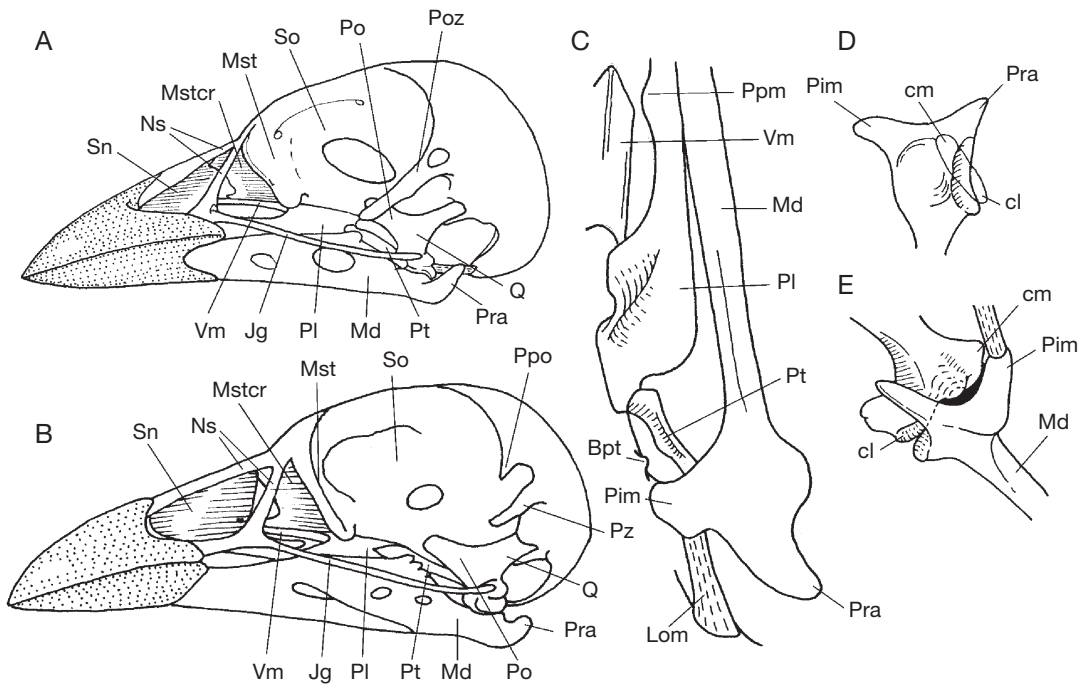 A
Sn
Ns
Mstcr
Mst
So
Po
Poz
Vm
Jg
Pl
Md
Pt
Pra
Q
B
Sn
Ns
Mstcr
Mst
So
Ppo
Pz
Q
Vm
Jg
Pl
Pt
Md
Po
Pra
C
Ppm
Vm
Md
Pl
Pt
Bpt
Pim
Lom
Pra
D
Pim
cm
Pra
cl
E
cm
Pim
cl
Md